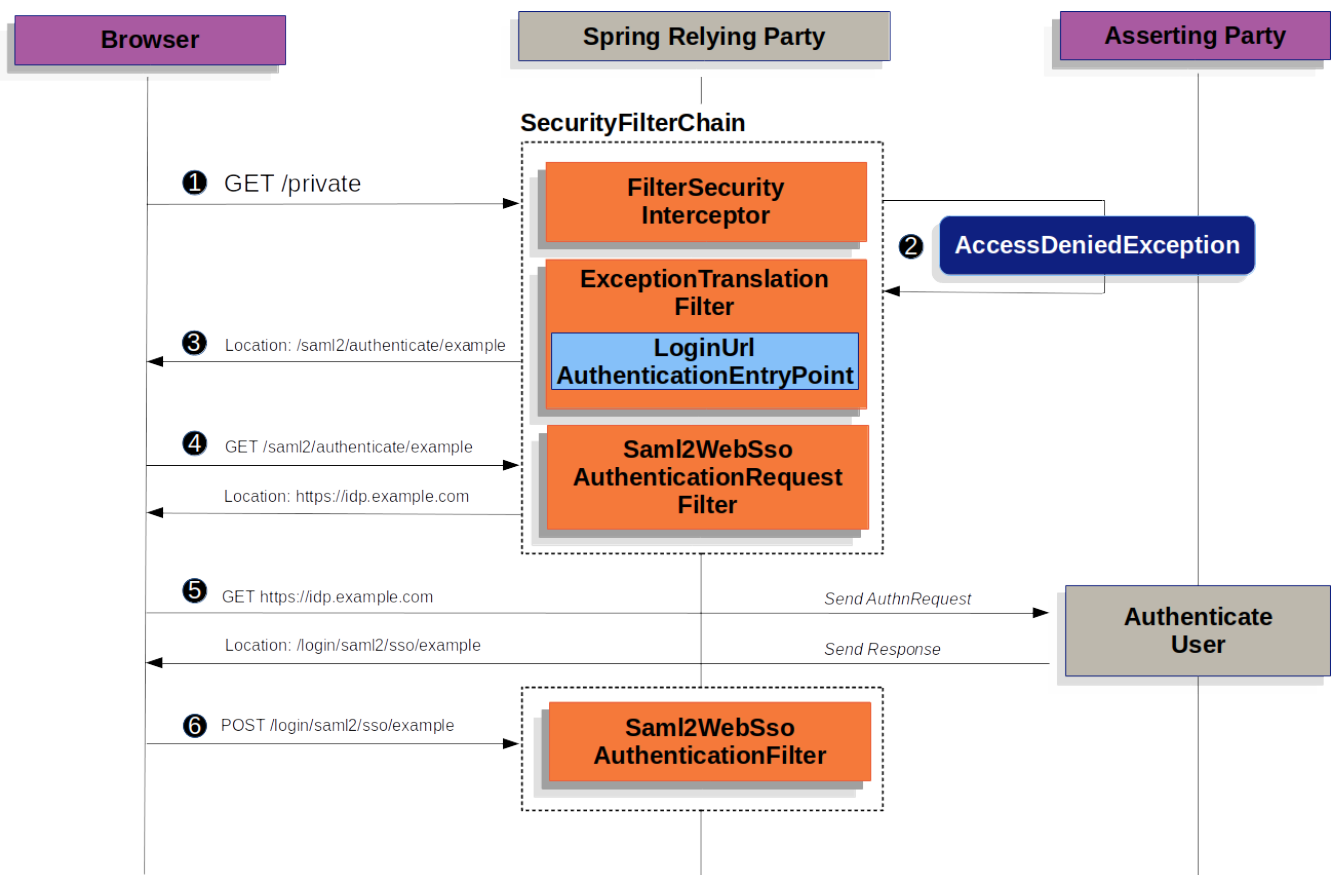 Browser
Spring Relying Party
Asserting Party
SecurityFilterChain
1 GET /private
FilterSecurity
Interceptor
2 AccessDeniedException
ExceptionTranslation
Filter
3 Location: /saml2/authenticate/example
LoginUrl
AuthenticationEntryPoint
4 GET /saml2/authenticate/example
Saml2WebSso
AuthenticationRequest
Filter
Location: https://idp.example.com
5 GET https://idp.example.com
Send AuthnRequest
Authenticate
User
Location: /login/saml2/sso/example
Send Response
6 POST /login/saml2/sso/example
Saml2WebSso
AuthenticationFilter